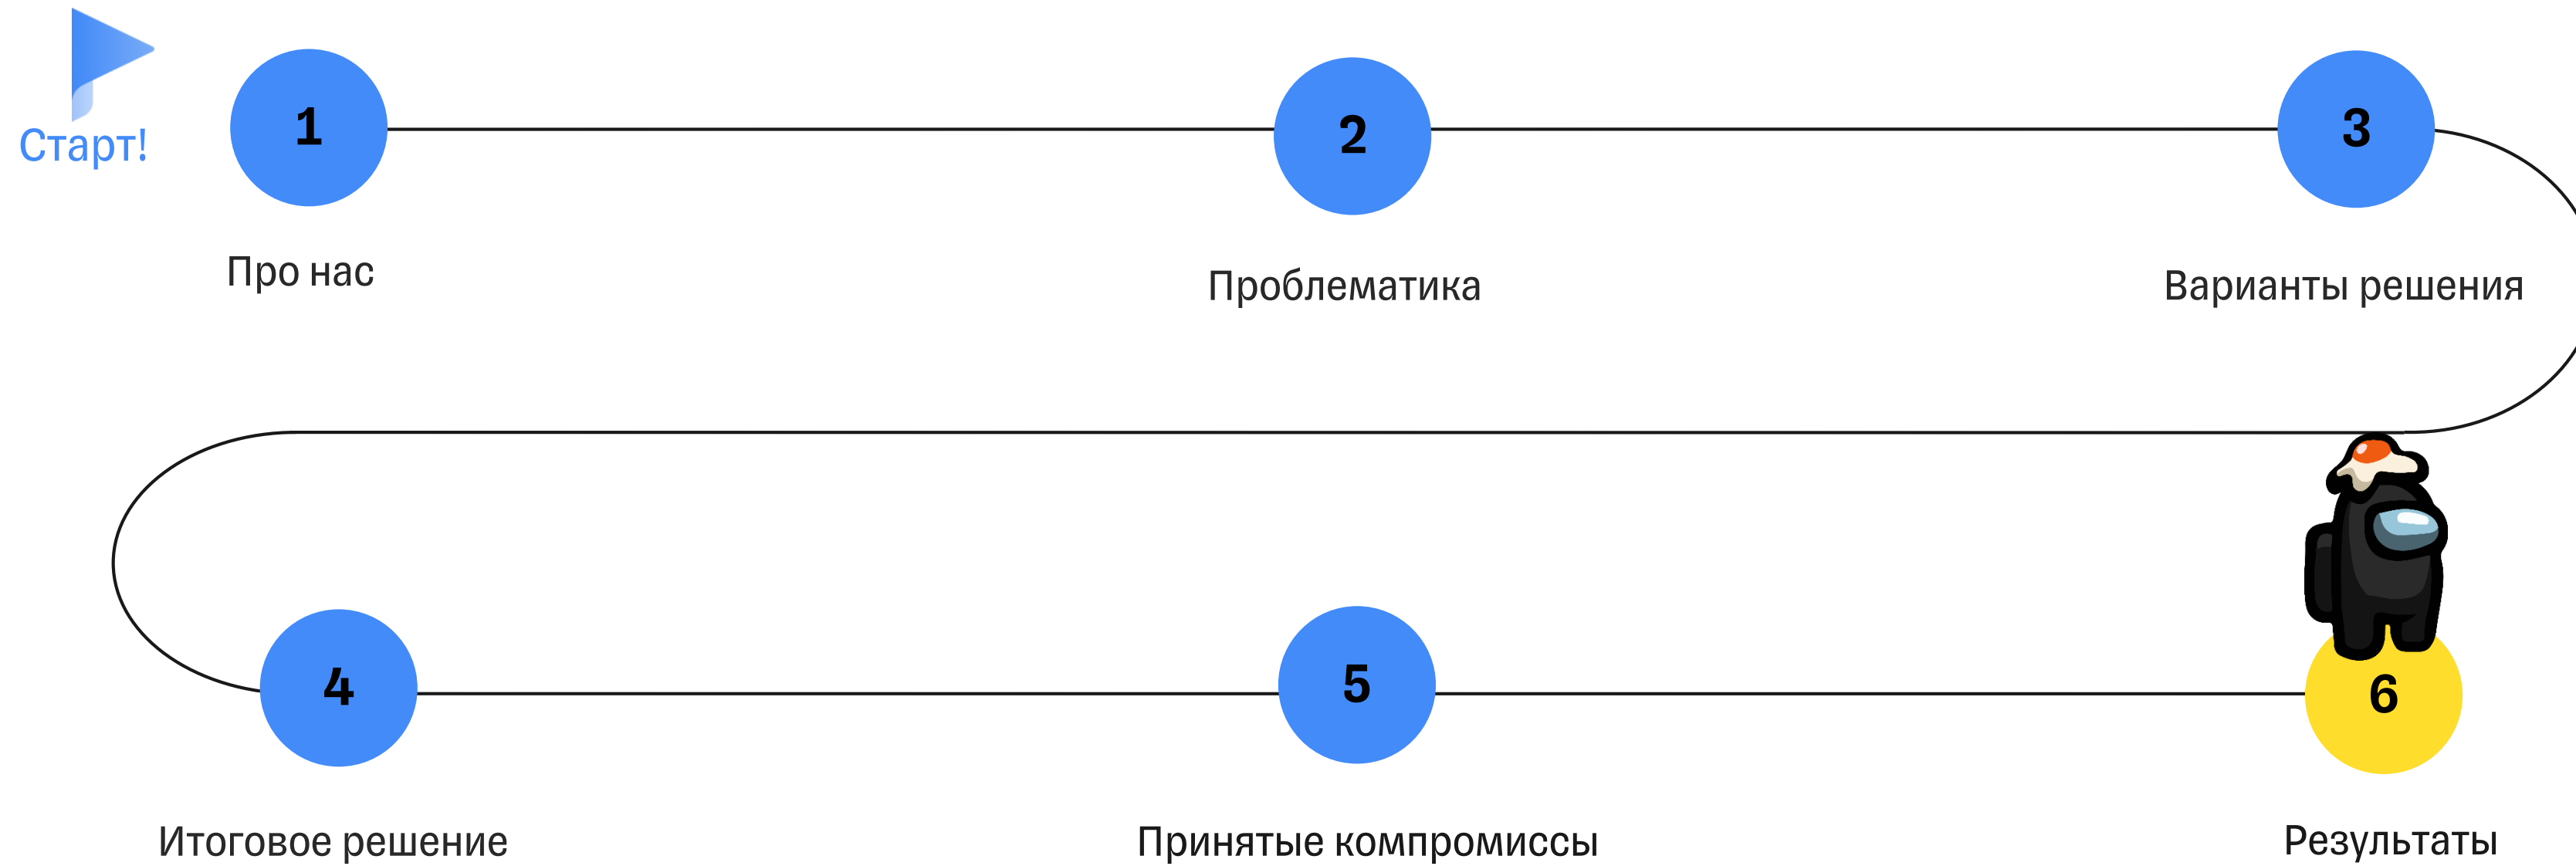 Старт!
1
2
3
Про нас
Проблематика
Варианты решения
4
5
6
Итоговое решение
Принятые компромиссы
Результаты